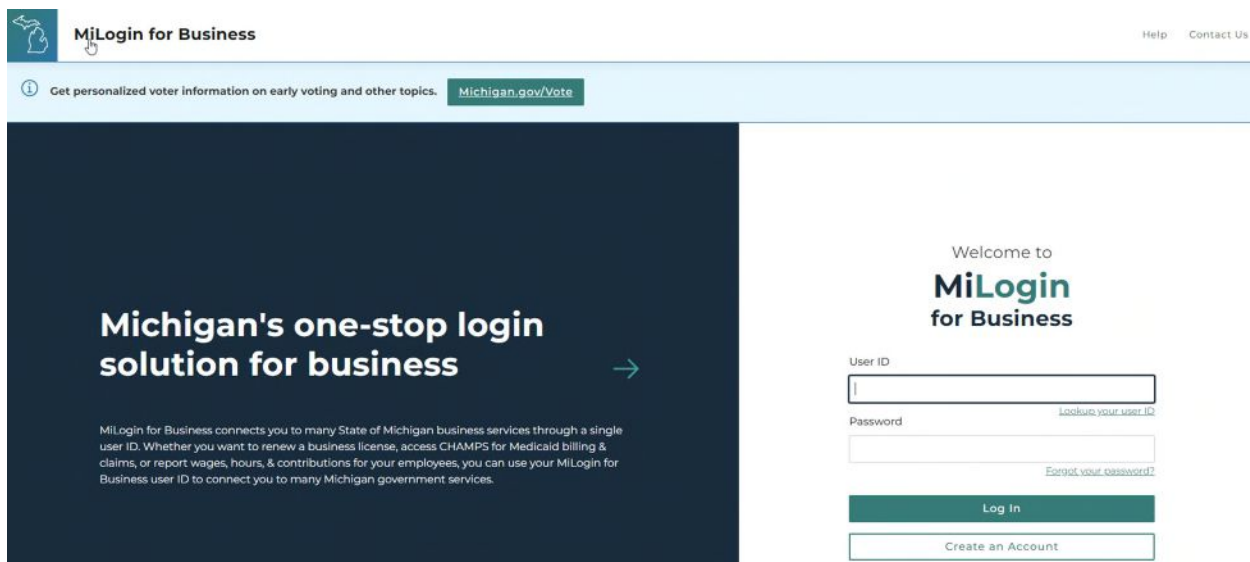 MiLogin for Business
Help Contact Us
Get personalized voter information on early voting and other topics. Michigan.gov/Vote
Michigan's one-stop login
solution for business
MiLogin for Business connects you to many State of Michigan business services through a single
user ID. Whether you want to renew a business license, access CHAMPS for Medicaid billing &
claims, or report wages, hours, & contributions for your employees, you can use your MiLogin for
Business user ID to connect you to many Michigan government services.
Welcome to
MiLogin
for Business
User ID
Lookup your user ID
Password
Forgot your password?
Log In
Create an Account